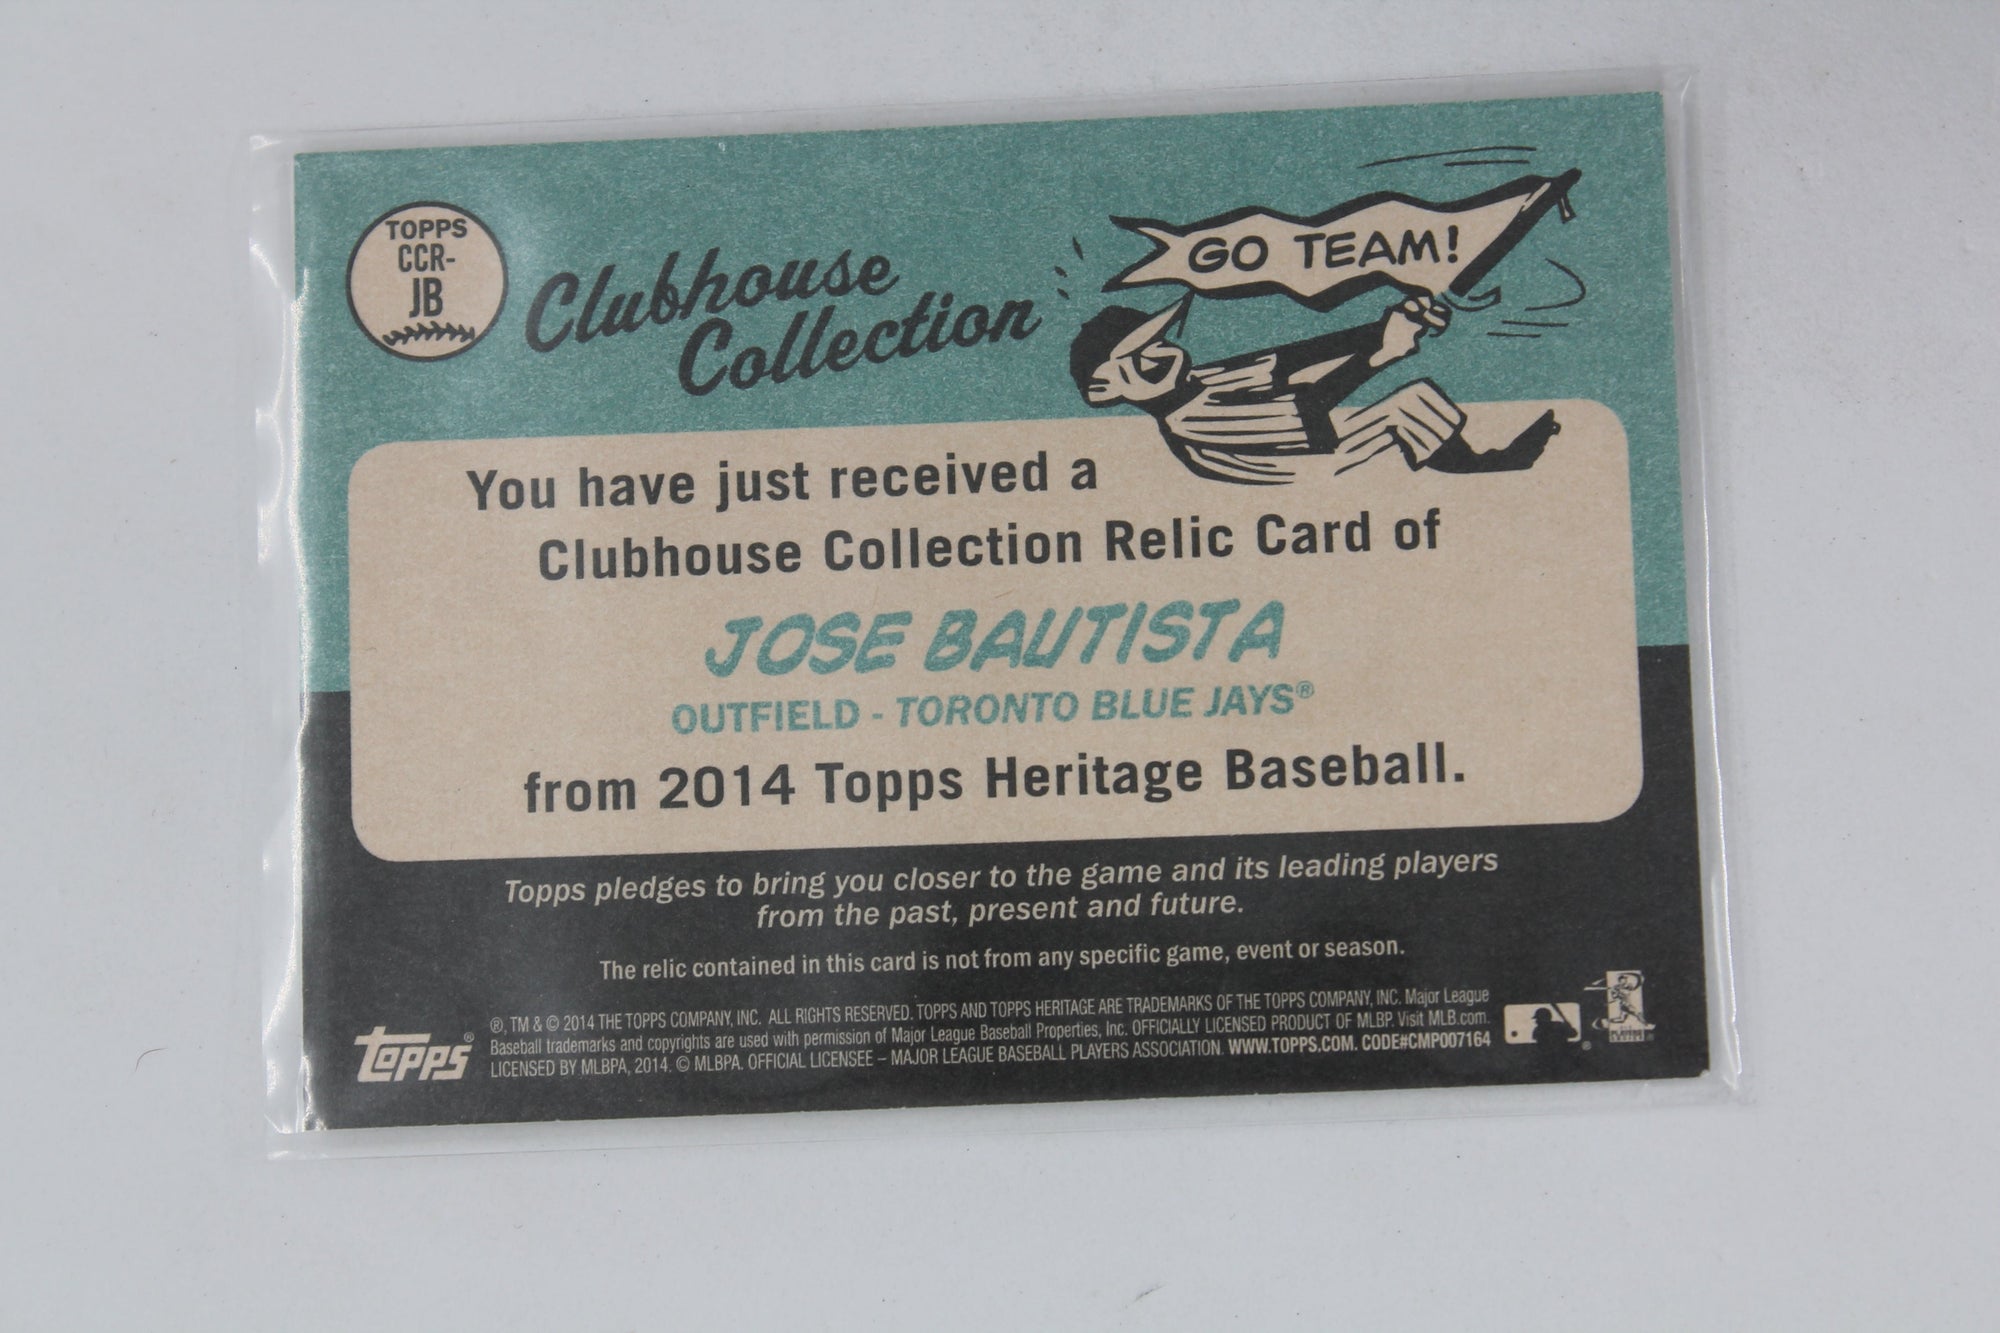 TOPPS
CCR-
JB
Clubhouse
Collection
GO TEAM!
You have just received a
Clubhouse Collection Relic Card of
JOSE BAUTISTA
OUTFIELD - TORONTO BLUE JAYS®
from 2014 Topps Heritage Baseball.
Topps pledges to bring you closer to the game and its leading players
from the past, present and future.
The relic contained in this card is not from any specific game, event or season.
topps®
®, TM & © 2014 THE TOPPS COMPANY, INC. ALL RIGHTS RESERVED. TOPPS AND TOPPS HERITAGE ARE TRADEMARKS OF THE TOPPS COMPANY, INC. Major League
Baseball trademarks and copyrights are used with permission of Major League Baseball Properties, Inc. OFFICIALLY LICENSED PRODUCT OF MLBP. Visit MLB.com.
LICENSED BY MLBPA, 2014. © MLBPA. OFFICIAL LICENSEE – MAJOR LEAGUE BASEBALL PLAYERS ASSOCIATION. WWW.TOPPS.COM. CODE#CMP007164